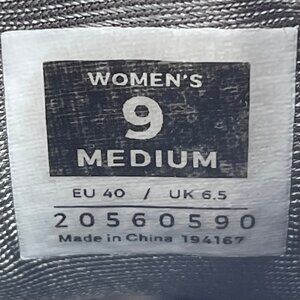 WOMEN'S
9
MEDIUM
EU 40 / UK 6.5
20560590
Made in China 194167